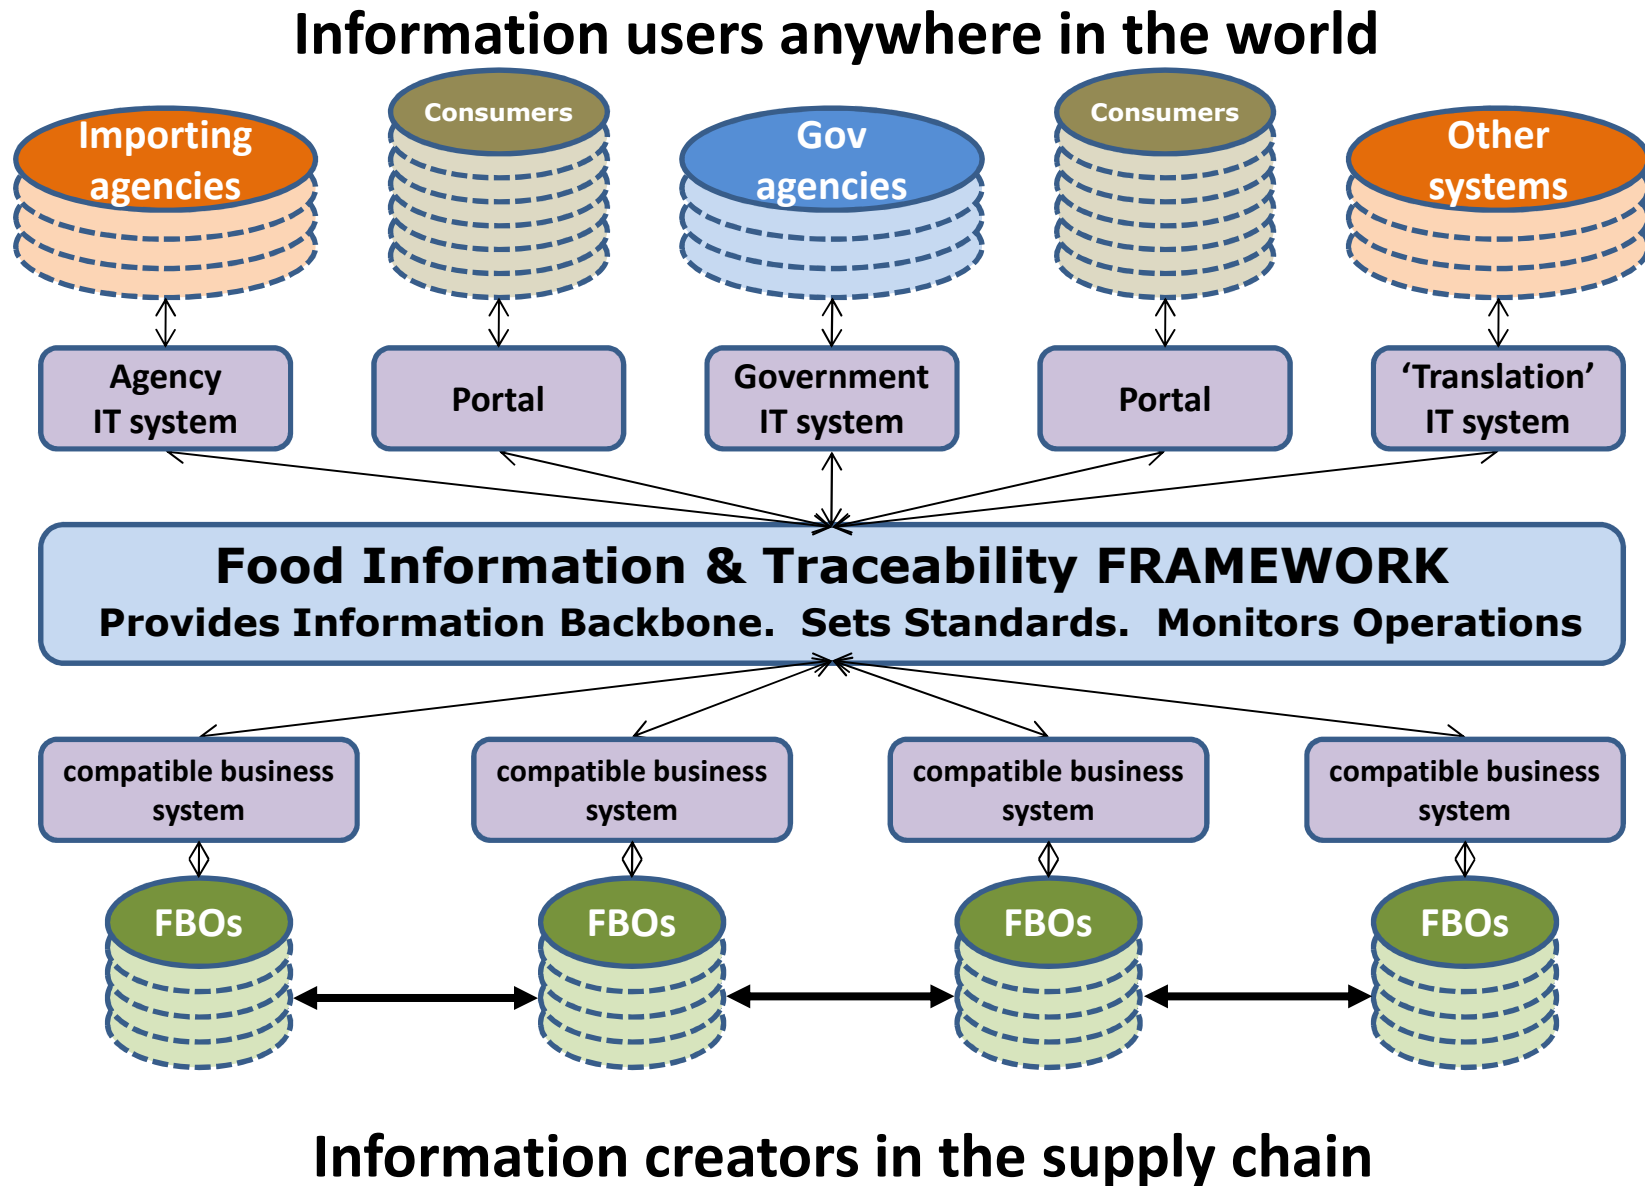 Information users anywhere in the world
Importing
agencies
Consumers
Gov
agencies
Consumers
Other
systems
Agency
IT system
Portal
Government
IT system
Portal
‘Translation’
IT system
Food Information & Traceability FRAMEWORK
Provides Information Backbone.  Sets Standards.  Monitors Operations
compatible business
system
compatible business
system
compatible business
system
compatible business
system
FBOs
FBOs
FBOs
FBOs
Information creators in the supply chain